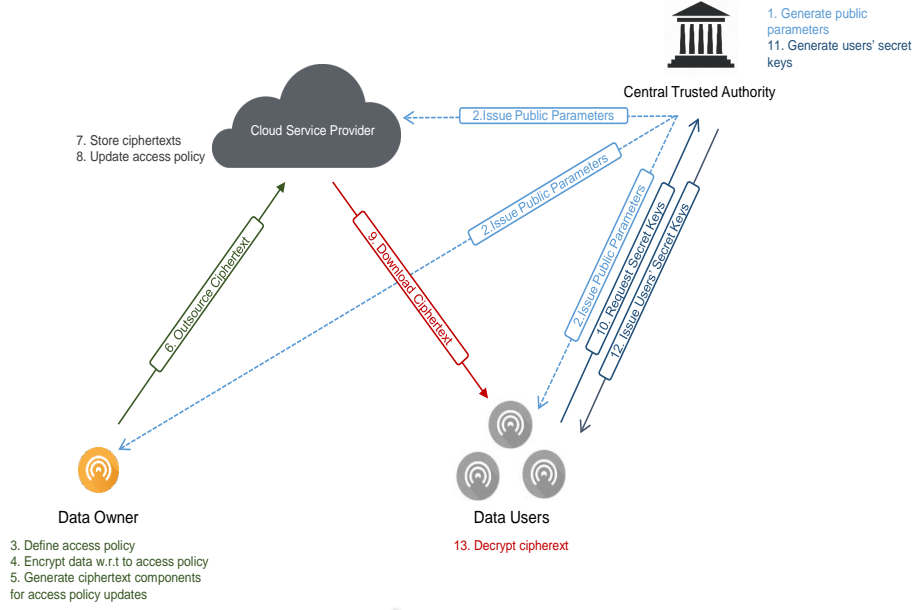 1. Generate public
parameters
11. Generate users' secret
keys
Central Trusted Authority
Cloud Service Provider
2.Issue Public Parameters
7. Store ciphertexts
8. Update access policy
2.Issue Public Parameters
2.Issue Public Parameters
10. Request Secret Keys
12. Issue Users' Secret Keys
6. Outsource Ciphertext
9. Download Ciphertext
Data Owner
Data Users
3. Define access policy
4. Encrypt data w.r.t to access policy
5. Generate ciphertext components
for access policy updates
13. Decrypt cipherext